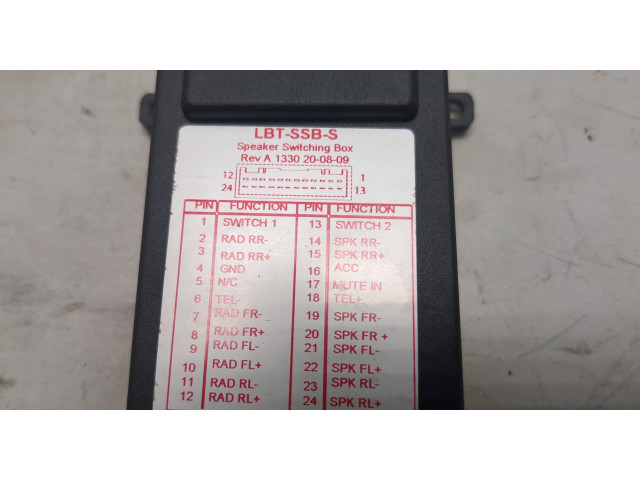 LBT-SSB-S
Speaker Switching Box
Rev A 1330 20-08-09
12 1
24 13
PIN FUNCTION PIN FUNCTION
1 SWITCH 1 13 SWITCH 2
2 RAD RR- 14 SPK RR-
3 RAD RR+ 15 SPK RR+
4 GND 16 ACC
5 N/C 17 MUTE IN
6 TEL- 18 TEL+
7 RAD FR- 19 SPK FR-
8 RAD FR+ 20 SPK FR +
9 RAD FL- 21 SPK FL-
10 RAD FL+ 22 SPK FL+
11 RAD RL- 23 SPK RL-
12 RAD RL+ 24 SPK RL+